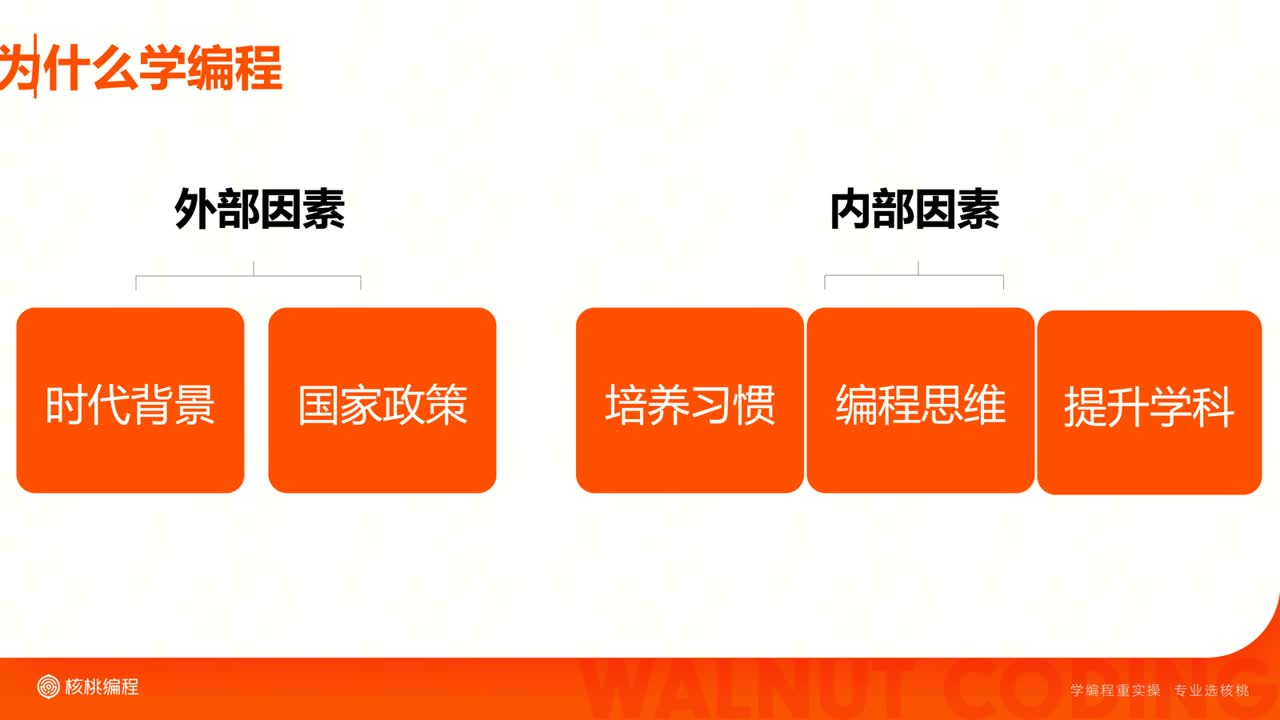 为什么学编程
外部因素
内部因素
时代背景
国家政策
培养习惯
编程思维
提升学科
核桃编程
WALNUT CODING
学编程重实操 专业选核桃